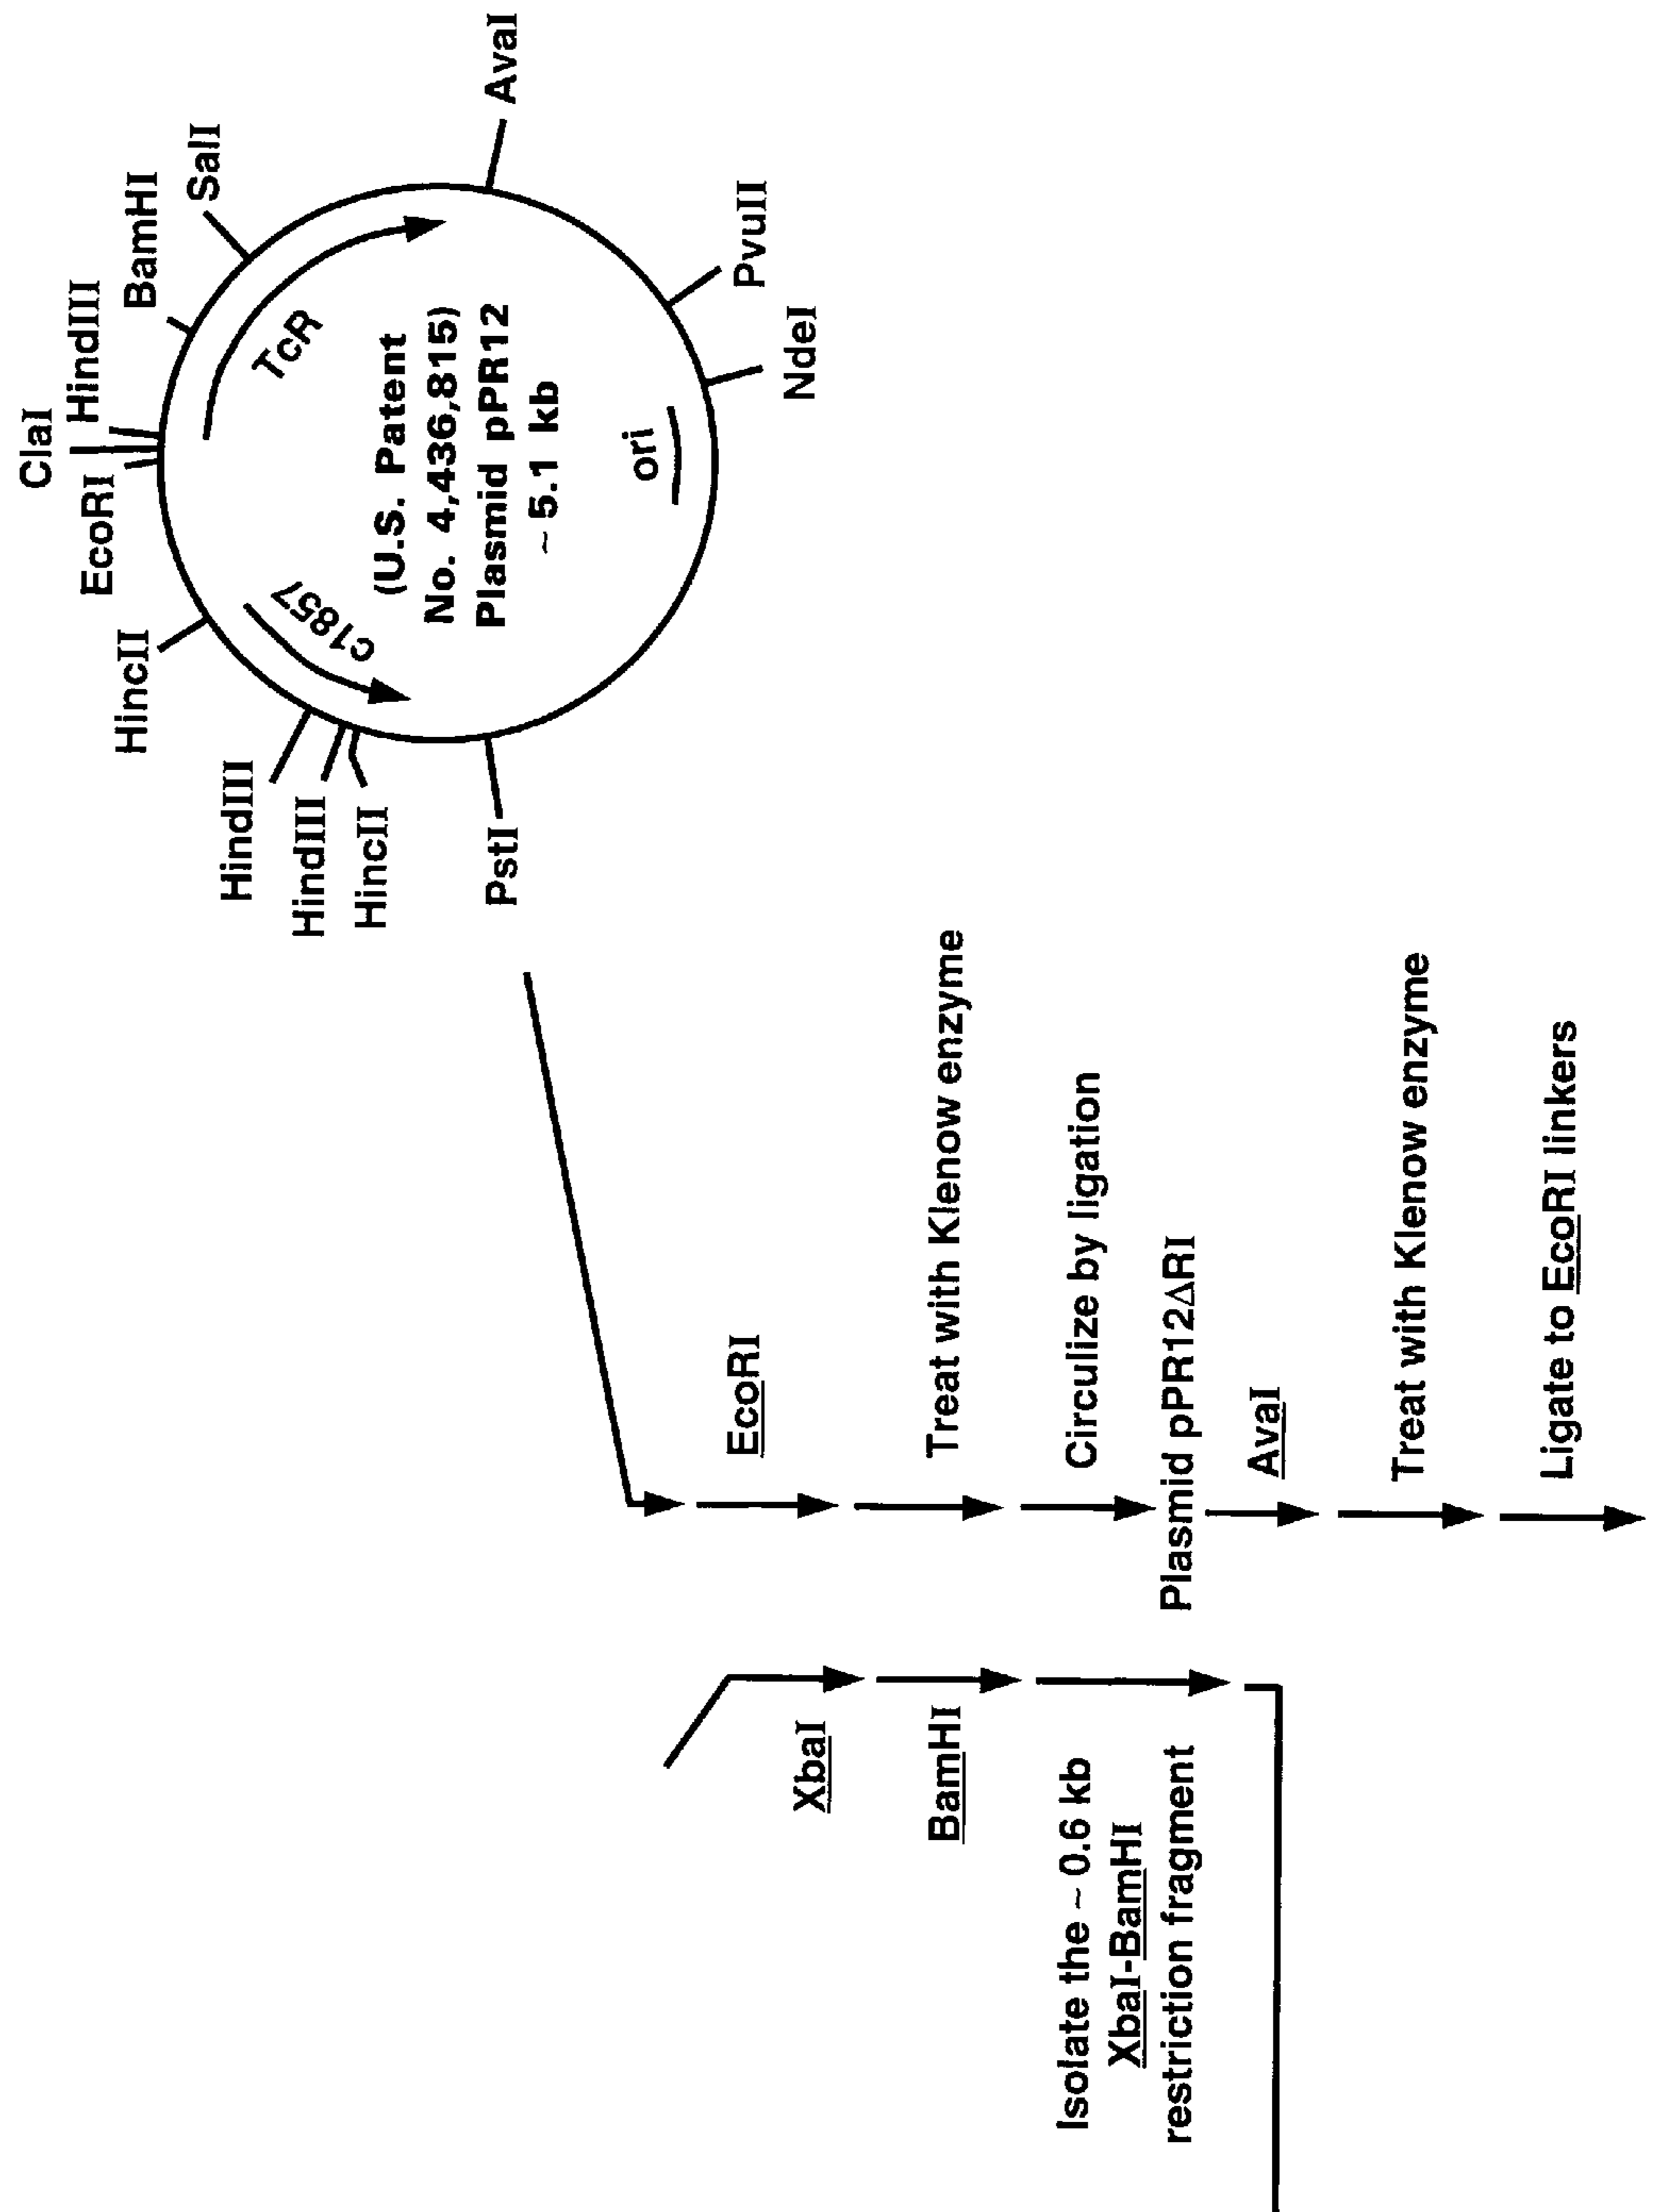 ClaI
EcoRI
HindIII
BamHI
SalI
HincII
HindIII
HindIII
HincII
PstI
AvaI
PvuII
NdeI
TcR
c1857
(U.S. Patent
No. 4,436,815)
Plasmid pPR12
~ 5.1 kb
ori
XbaI
BamHI
Isolate the ~ 0.6 kb
XbaI-BamHI
restriction fragment
EcoRI
Treat with Klenow enzyme
Circulize by ligation
Plasmid pPR12ΔRI
AvaI
Treat with Klenow enzyme
Ligate to EcoRI linkers